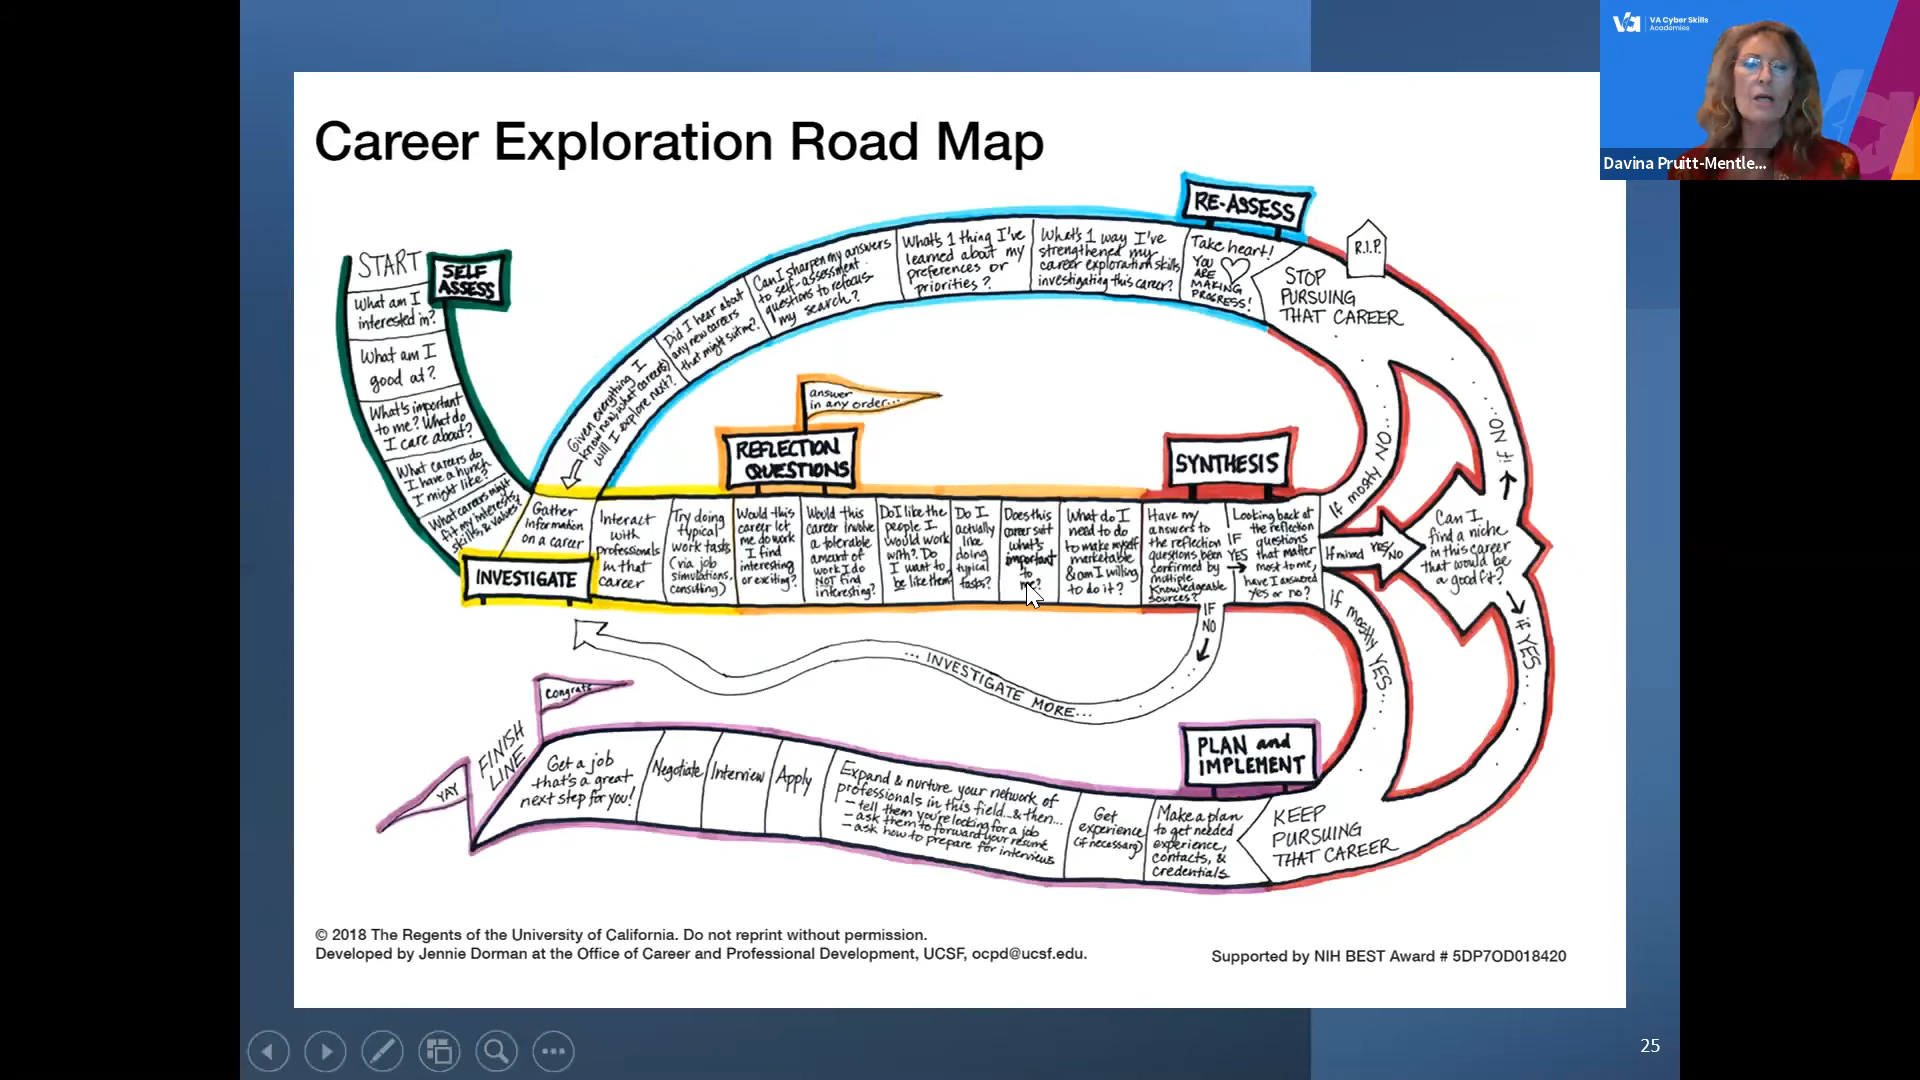 Career Exploration Road Map
VA Cyber Skills
Academies
Davina Pruitt-Mentle...
START
SELF
ASSESS
What am I
interested in?
What am I
good at?
What's important
to me? What do
I care about?
What careers do
I have a hunch
I might like?
What careers might
fit my interests,
skills, & values?
INVESTIGATE
Gather
information
on a career
Interact
with
professionals
in that
career
Try doing
typical
work tasks
(via job
simulations,
consulting)
REFLECTION
QUESTIONS
answer
in any order...
Would this
career let
me do work
I find
interesting
or exciting?
Would this
career involve
a tolerable
amount of
work I do
NOT find
interesting?
Do I like the
people I
would work
with? Do
I want to
be like them?
Do I
actually
like
doing
typical
tasks?
Does this
career suit
what's
important
to
me?
What do I
need to do
to make myself
marketable
& am I willing
to do it?
SYNTHESIS
Have my
answers to
the reflection
questions been
confirmed by
multiple
knowledgeable
sources?
IF
YES
Looking back at
the reflection
questions
that matter
most to me,
have I answered
yes or no?
IF
NO
... INVESTIGATE MORE...
If mostly NO...
If mixed YES/NO
If mostly YES...
Can I
find a niche
in this career
that would be
a good fit?
if NO...
if YES...
STOP
PURSUING
THAT CAREER
R.I.P.
RE-ASSESS
Take heart!
YOU
ARE
MAKING
PROGRESS!
What's 1 way I've
strengthened my
career exploration skills
investigating this career?
What's 1 thing I've
learned about my
preferences or
priorities?
Can I sharpen my answers
to self-assessment
questions to refocus
my search?
Did I hear about
any new careers
that might suit me?
Given everything I
know now, what career(s)
will I explore next?
KEEP
PURSUING
THAT CAREER
PLAN and
IMPLEMENT
Make a plan
to get needed
experience,
contacts, &
credentials
Get
experience
(if necessary)
Expand & nurture your network of
professionals in this field...& then...
- tell them you're looking for a job
- ask them to forward your resume
- ask how to prepare for interviews
Apply
Interview
Negotiate
Get a job
that's a great
next step for you!
FINISH
LINE
Congrats
YAY
© 2018 The Regents of the University of California. Do not reprint without permission.
Developed by Jennie Dorman at the Office of Career and Professional Development, UCSF, ocpd@ucsf.edu.
Supported by NIH BEST Award # 5DP7OD018420
25